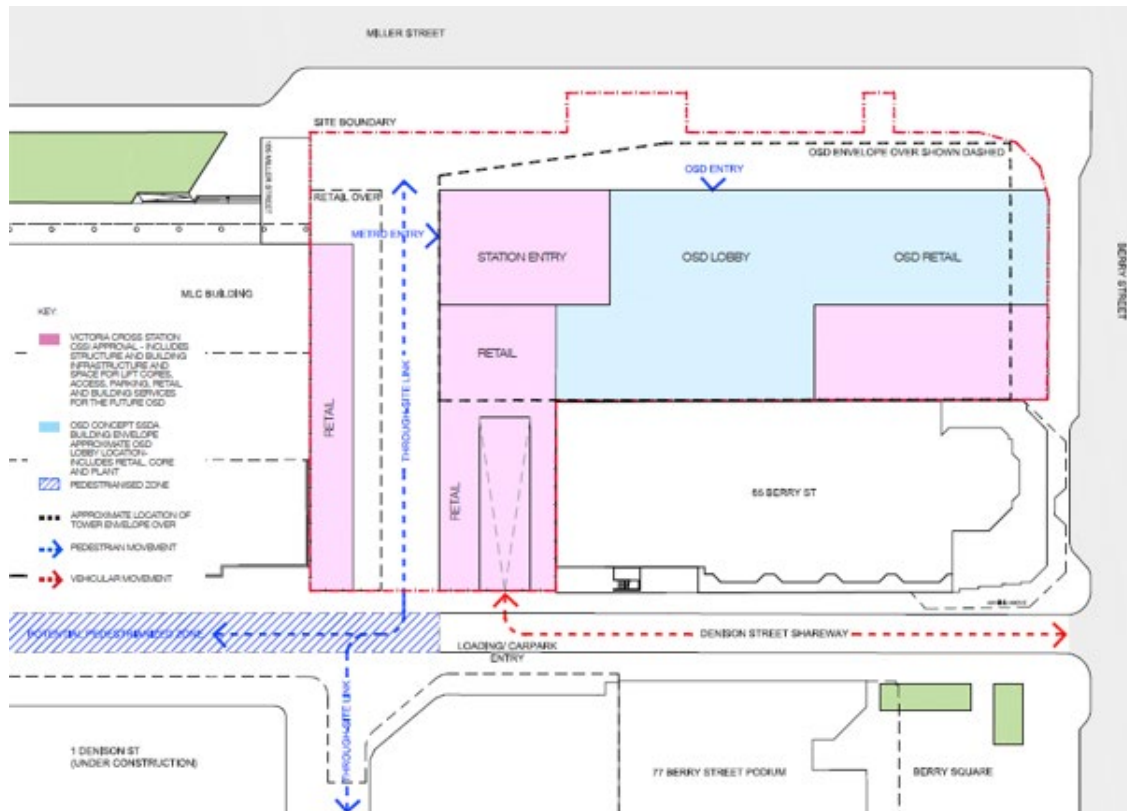 MILLER STREET
SITE BOUNDARY
OSD ENVELOPE OVER SHOWN DASHED
105 MILLER STREET
RETAIL OVER
OSD ENTRY
METRO ENTRY
STATION ENTRY
OSD LOBBY
OSD RETAIL
BERRY STREET
MLC BUILDING
KEY:
VICTORIA CROSS STATION
CSSI APPROVAL - INCLUDES
STRUCTURE AND BUILDING
INFRASTRUCTURE AND
SPACE FOR LIFT CORES,
ACCESS, PARKING, RETAIL
AND BUILDING SERVICES
FOR THE FUTURE OSD
OSD CONCEPT SSDA
BUILDING ENVELOPE
APPROXIMATE OSD
LOBBY LOCATION-
INCLUDES RETAIL, CORE
AND PLANT
PEDESTRIANISED ZONE
APPROXIMATE LOCATION OF
TOWER ENVELOPE OVER
PEDESTRIAN MOVEMENT
VEHICULAR MOVEMENT
RETAIL
THROUGH-SITE LINK
RETAIL
RETAIL
65 BERRY ST
POTENTIAL PEDESTRIANIZED ZONE
LOADING/ CARPARK
ENTRY
DENISON STREET SHAREWAY
THROUGH-SITE LINK
1 DENISON ST
(UNDER CONSTRUCTION)
77 BERRY STREET PODIUM
BERRY SQUARE